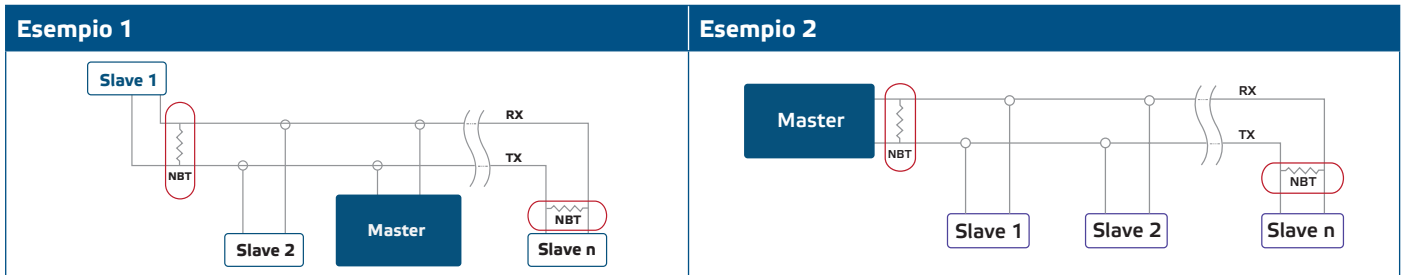 Esempio 1
Slave 1
RX
NBT
TX
NBT
Master
Slave 2
Slave n
Esempio 2
RX
Master
TX
NBT
NBT
Slave 1
Slave 2
Slave n